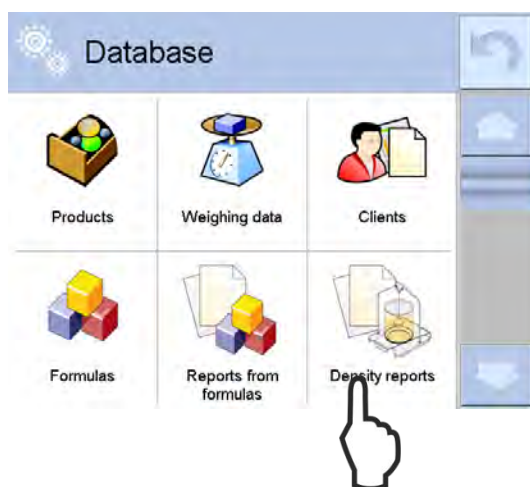 Database
Products
Weighing data
Clients
Formulas
Reports from
formulas
Density reports